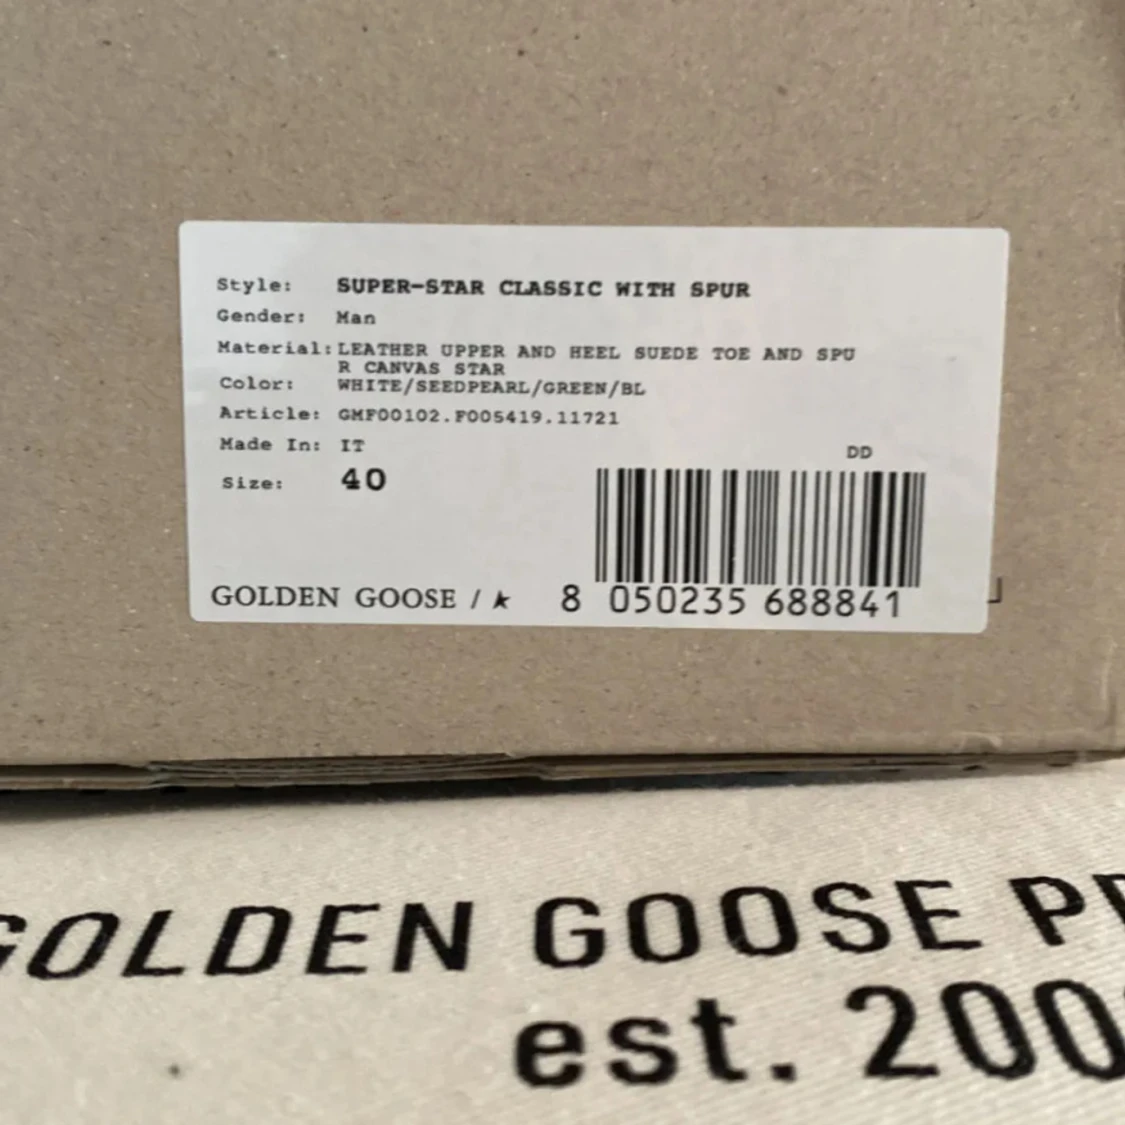 Style: SUPER-STAR CLASSIC WITH SPUR
Gender: Man
Material: LEATHER UPPER AND HEEL SUEDE TOE AND SPU
R CANVAS STAR
Color: WHITE/SEEDPEARL/GREEN/BL
Article: GMF00102.F005419.11721
Made In: IT
DD
Size: 40
GOLDEN GOOSE / ★ 8 050235 688841
GOLDEN GOOSE
est. 200